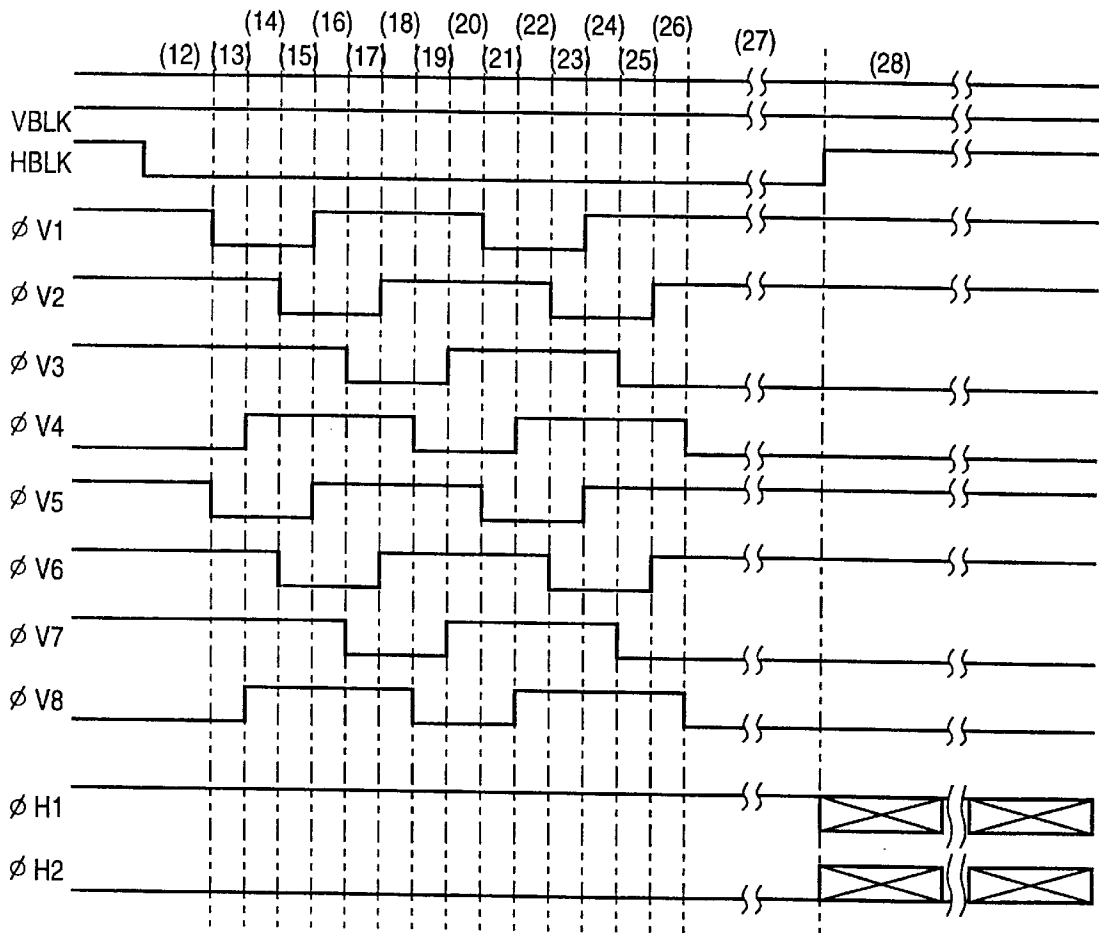 (14) (16) (18) (20) (22) (24) (26) (27)
(12) (13) (15) (17) (19) (21) (23) (25) (28)
VBLK
HBLK
ϕ V1
ϕ V2
ϕ V3
ϕ V4
ϕ V5
ϕ V6
ϕ V7
ϕ V8
ϕ H1
ϕ H2